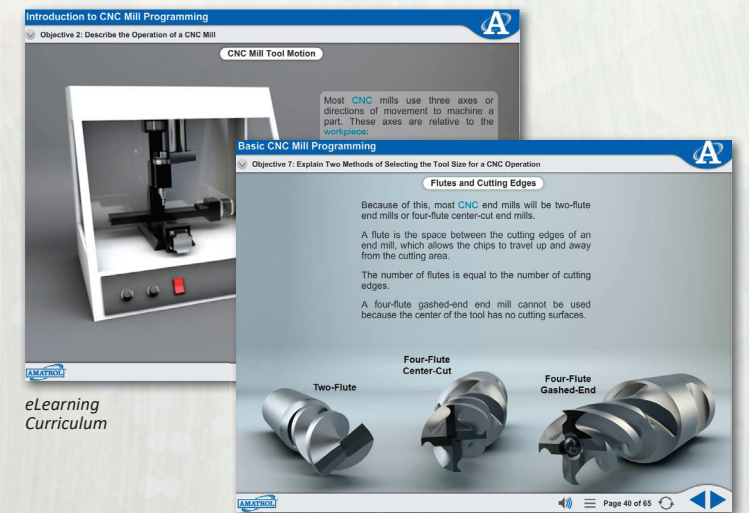 Introduction to CNC Mill Programming
Objective 2: Describe the Operation of a CNC Mill
CNC Mill Tool Motion
Most CNC mills use three axes or
directions of movement to machine a
part. These axes are relative to the
workpiece:
AMATROL
Basic CNC Mill Programming
Objective 7: Explain Two Methods of Selecting the Tool Size for a CNC Operation
Flutes and Cutting Edges
Because of this, most CNC end mills will be two-flute
end mills or four-flute center-cut end mills.
A flute is the space between the cutting edges of an
end mill, which allows the chips to travel up and away
from the cutting area.
The number of flutes is equal to the number of cutting
edges.
A four-flute gashed-end end mill cannot be used
because the center of the tool has no cutting surfaces.
Two-Flute
Four-Flute
Center-Cut
Four-Flute
Gashed-End
AMATROL
Page 40 of 65
eLearning
Curriculum